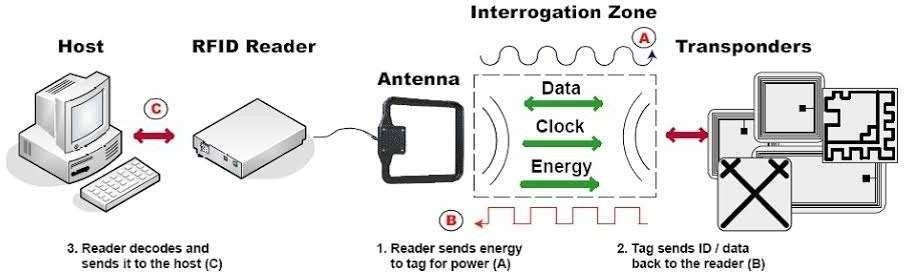 Interrogation Zone
Host
RFID Reader
A
Transponders
Antenna
C
Data
Clock
Energy
B
3. Reader decodes and
sends it to the host (C)
1. Reader sends energy
to tag for power (A)
2. Tag sends ID / data
back to the reader (B)